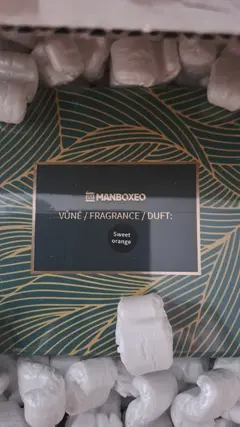 MANBOXEO
VŮNĚ / FRAGRANCE / DUFT:
Sweet
orange